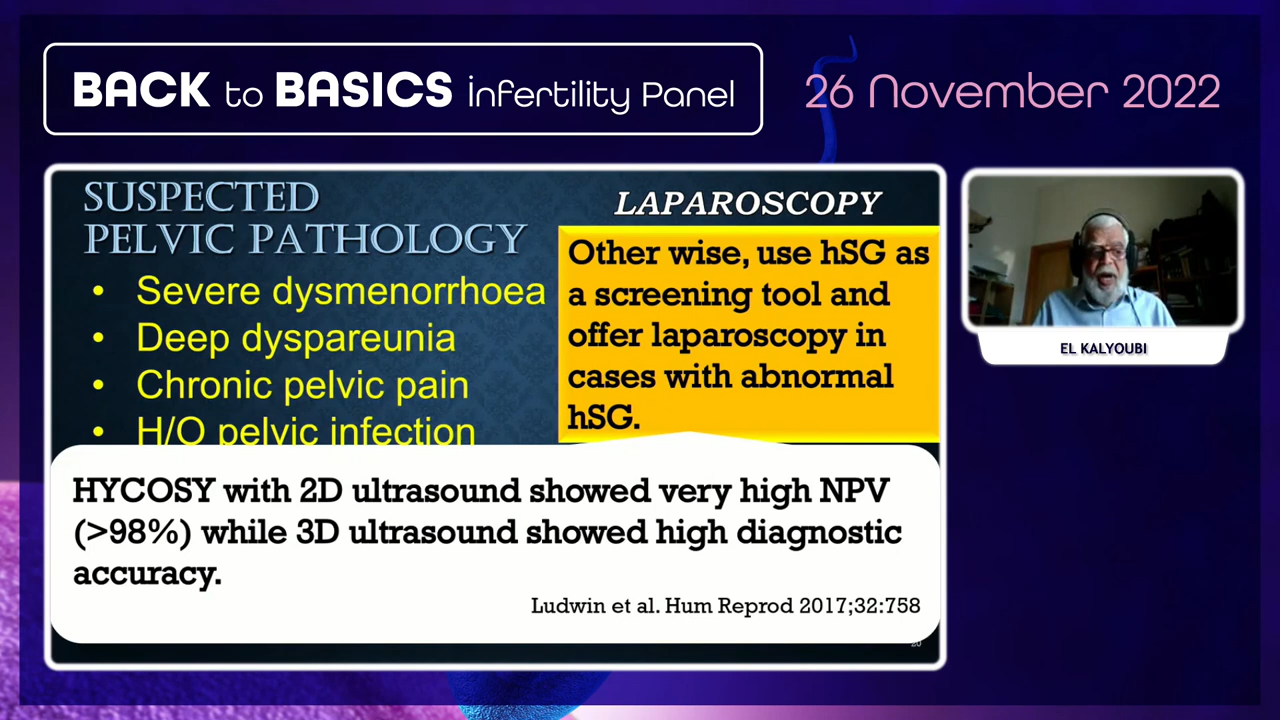 BACK to BASICS infertility Panel
26 November 2022
SUSPECTED
PELVIC PATHOLOGY
• Severe dysmenorrhoea
• Deep dyspareunia
• Chronic pelvic pain
• H/O pelvic infection
LAPAROSCOPY
Other wise, use hSG as
a screening tool and
offer laparoscopy in
cases with abnormal
hSG.
HYCOSY with 2D ultrasound showed very high NPV
(>98%) while 3D ultrasound showed high diagnostic
accuracy.
Ludwin et al. Hum Reprod 2017;32:758
EL KALYOUBI